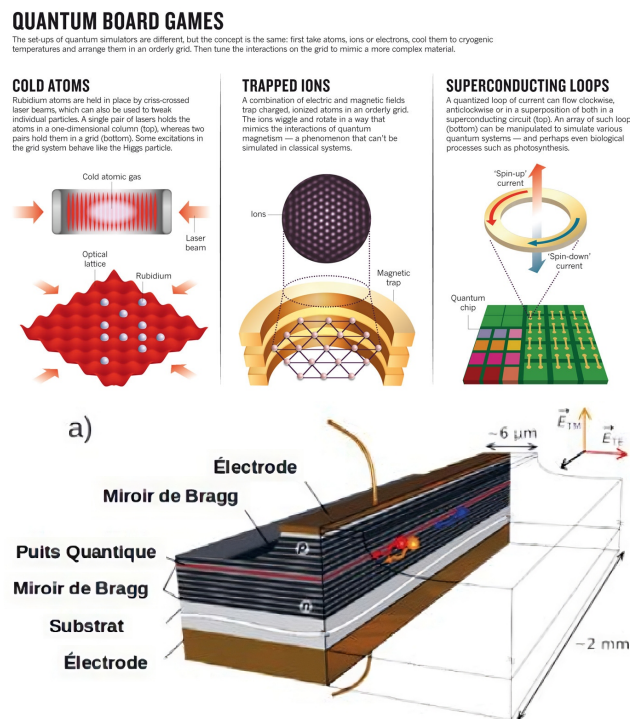 QUANTUM BOARD GAMES
The set-ups of quantum simulators are different, but the concept is the same: first take atoms, ions or electrons, cool them to cryogenic
temperatures and arrange them in an orderly grid. Then tune the interactions on the grid to mimic a more complex material.
COLD ATOMS
Rubidium atoms are held in place by criss-crossed
laser beams, which can also be used to tweak
individual particles. A single pair of lasers holds the
atoms in a one-dimensional column (top), whereas two
pairs hold them in a grid (bottom). Some excitations in
the grid system behave like the Higgs particle.
Cold atomic gas
Laser
beam
Optical
lattice
Rubidium
TRAPPED IONS
A combination of electric and magnetic fields
trap charged, ionized atoms in an orderly grid.
The ions wiggle and rotate in a way that
mimics the interactions of quantum
magnetism — a phenomenon that can't be
simulated in classical systems.
Ions
Magnetic
trap
SUPERCONDUCTING LOOPS
A quantized loop of current can flow clockwise,
anticlockwise or in a superposition of both in a
superconducting circuit (top). An array of such loop
(bottom) can be manipulated to simulate various
quantum systems — and perhaps even biological
processes such as photosynthesis.
'Spin-up'
current
'Spin-down'
current
Quantum
chip
a)
~6 µm
E TM
E TE
Électrode
Miroir de Bragg
Puits Quantique
p
Miroir de Bragg
n
Substrat
Électrode
~2 mm